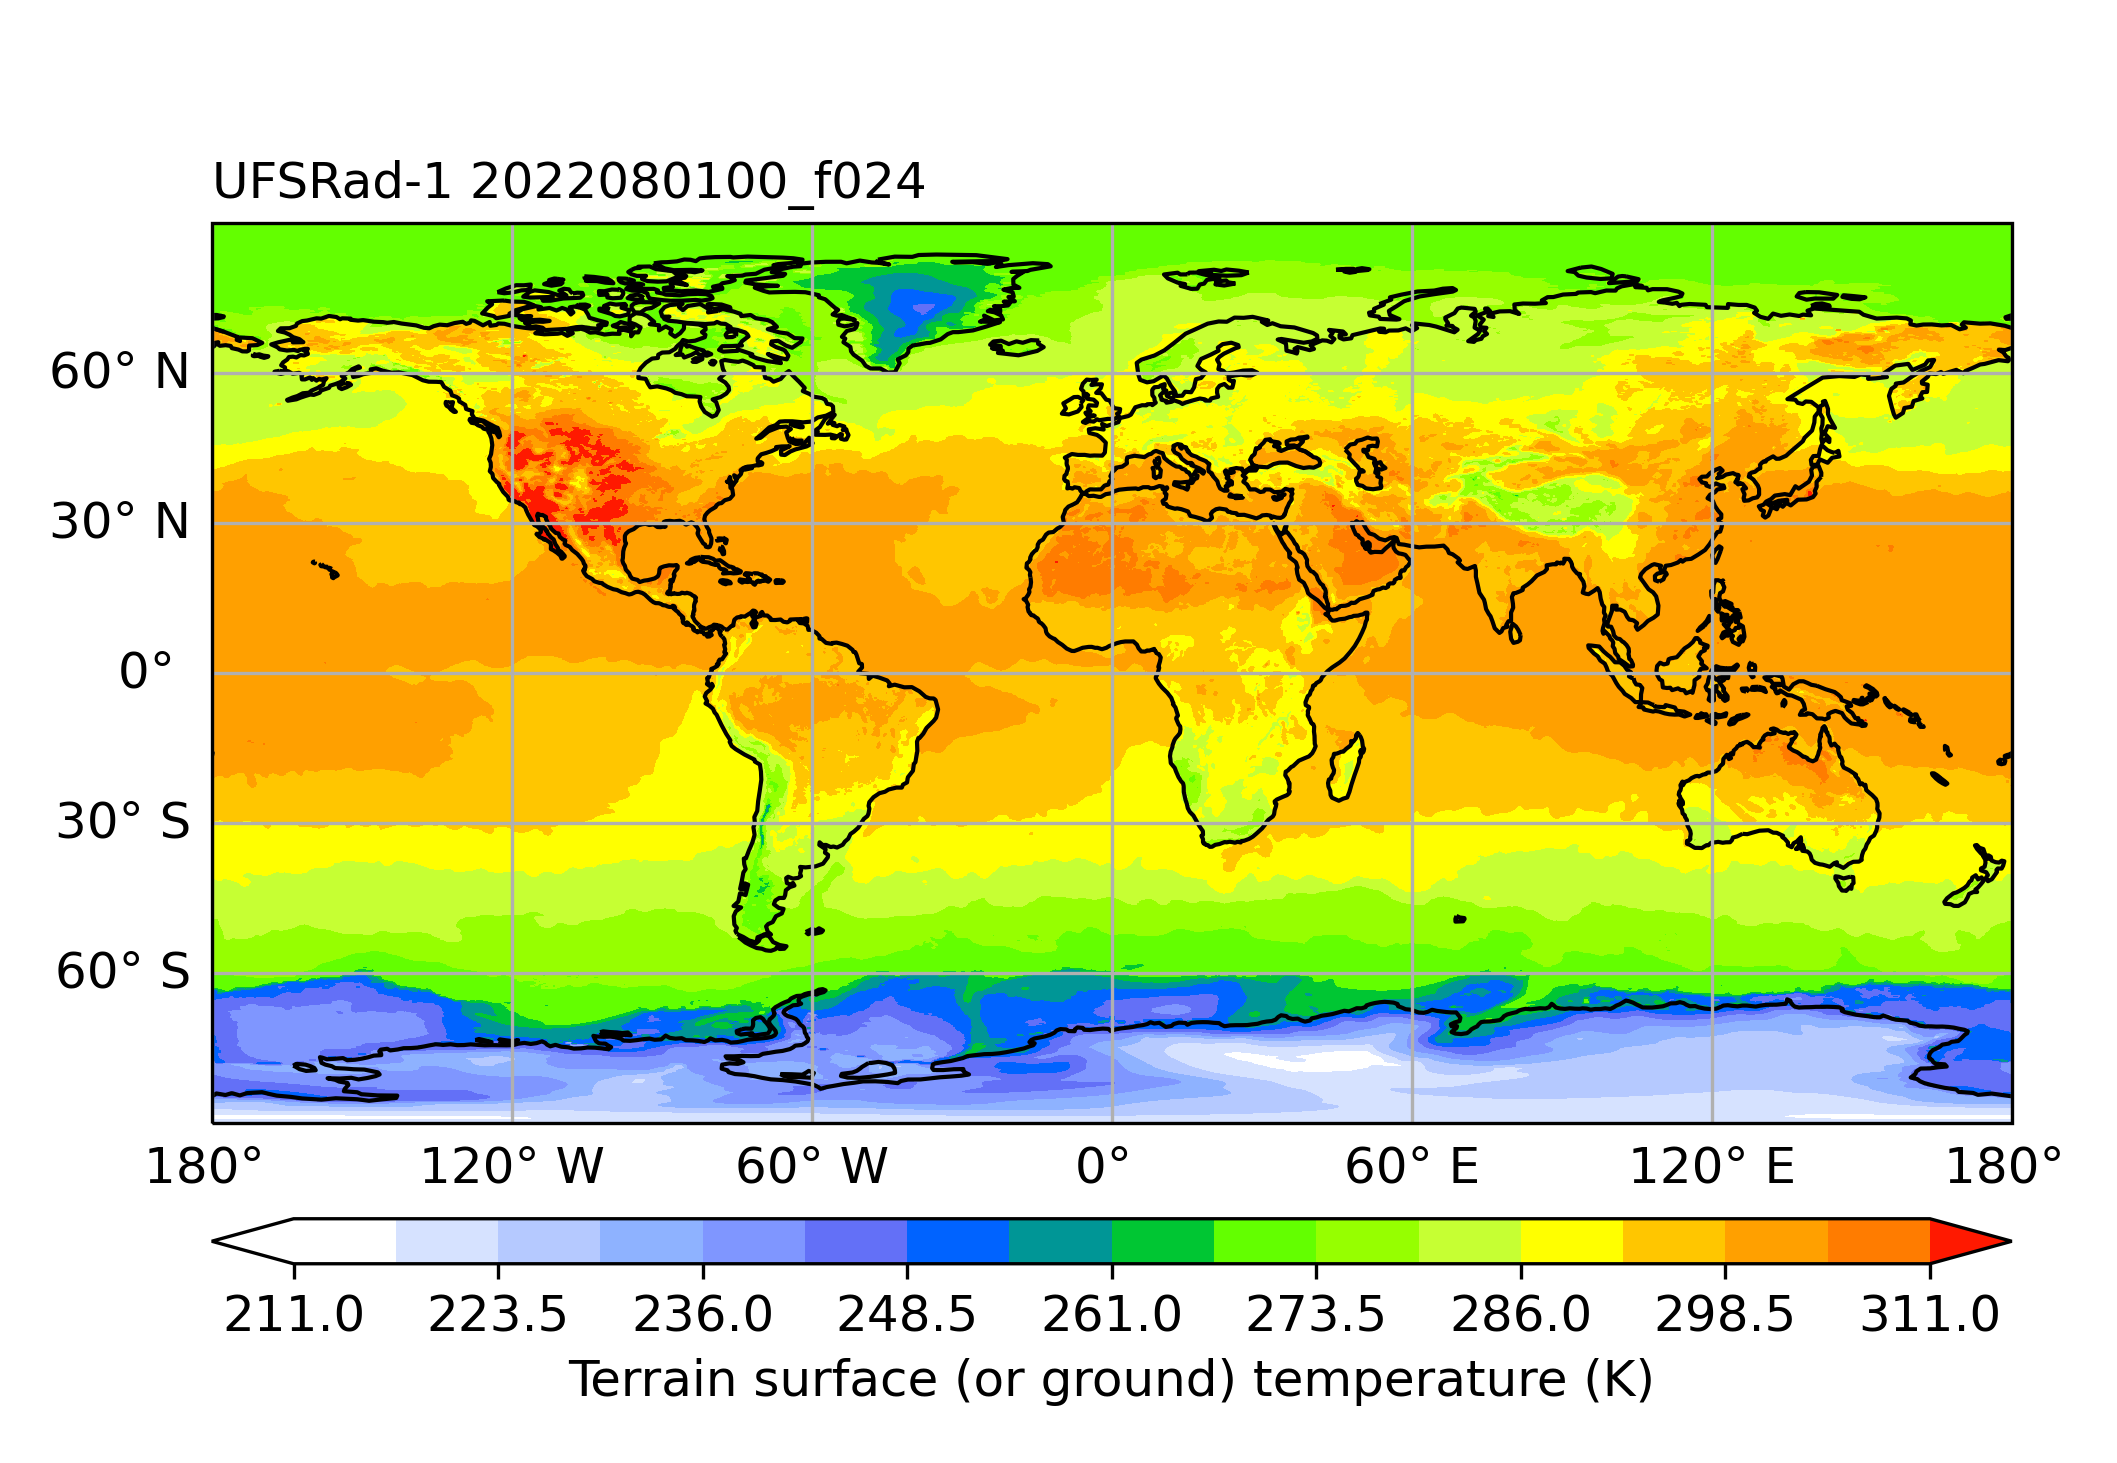 UFSRad-1 2022080100_f024
60° N
30° N
0°
30° S
60° S
180° 120° W 60° W 0° 60° E 120° E 180°
211.0 223.5 236.0 248.5 261.0 273.5 286.0 298.5 311.0
Terrain surface (or ground) temperature (K)